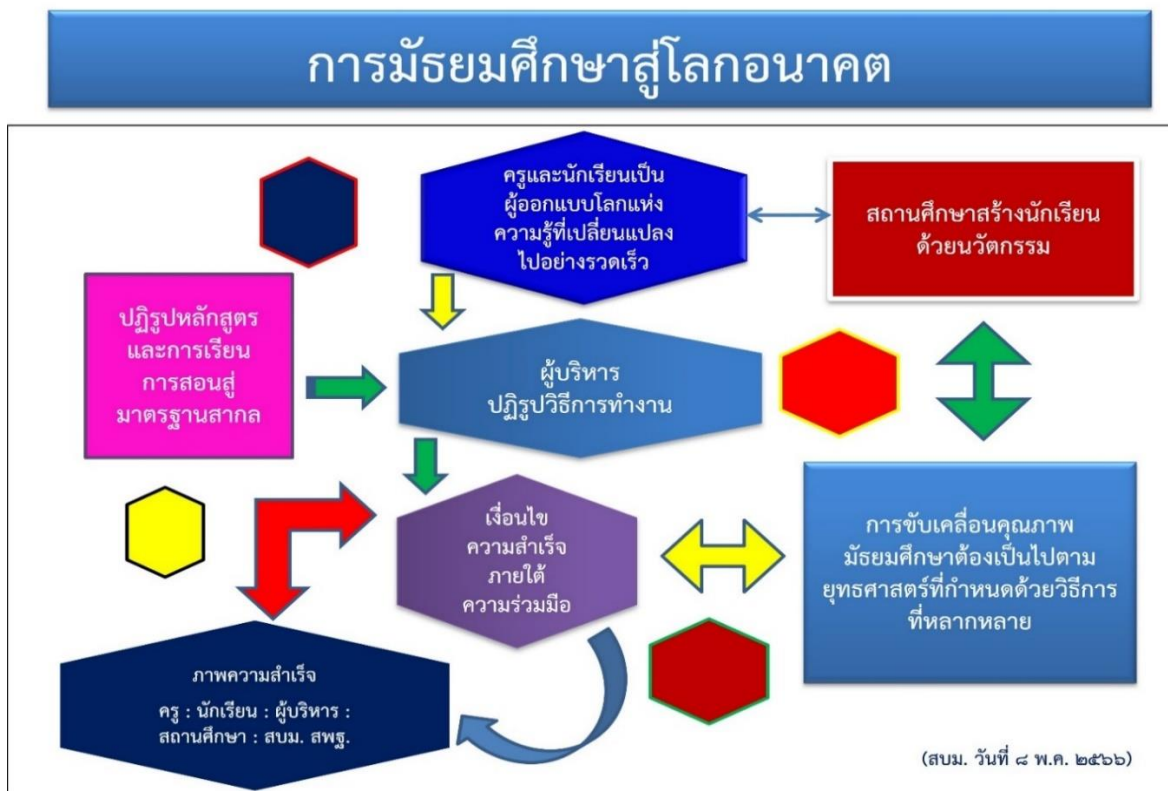 การมัธยมศึกษาสู่โลกอนาคต
ครูและนักเรียนเป็น
ผู้ออกแบบโลกแห่ง
ความรู้ที่เปลี่ยนแปลง
ไปอย่างรวดเร็ว
สถานศึกษาสร้างนักเรียน
ด้วยนวัตกรรม
ปฏิรูปหลักสูตร
และการเรียน
การสอนสู่
มาตรฐานสากล
ผู้บริหาร
ปฏิรูปวิธีการทำงาน
เงื่อนไข
ความสำเร็จ
ภายใต้
ความร่วมมือ
การขับเคลื่อนคุณภาพ
มัธยมศึกษาต้องเป็นไปตาม
ยุทธศาสตร์ที่กำหนดด้วยวิธีการ
ที่หลากหลาย
ภาพความสำเร็จ
ครู : นักเรียน : ผู้บริหาร :
สถานศึกษา : สบม. สพฐ.
(สบม. วันที่ ๘ พ.ค. ๒๕๖๖)